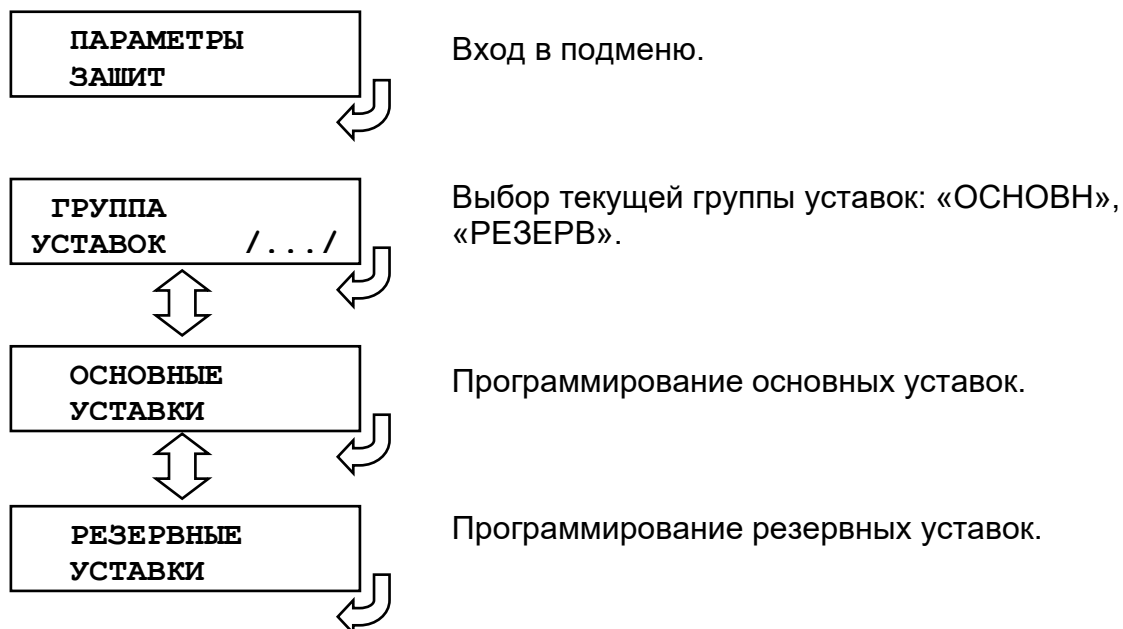 ПАРАМЕТРЫ
ЗАШИТ
Вход в подменю.
ГРУППА
УСТАВОК /.../
Выбор текущей группы уставок: «ОСНОВН»,
«РЕЗЕРВ».
ОСНОВНЫЕ
УСТАВКИ
Программирование основных уставок.
РЕЗЕРВНЫЕ
УСТАВКИ
Программирование резервных уставок.